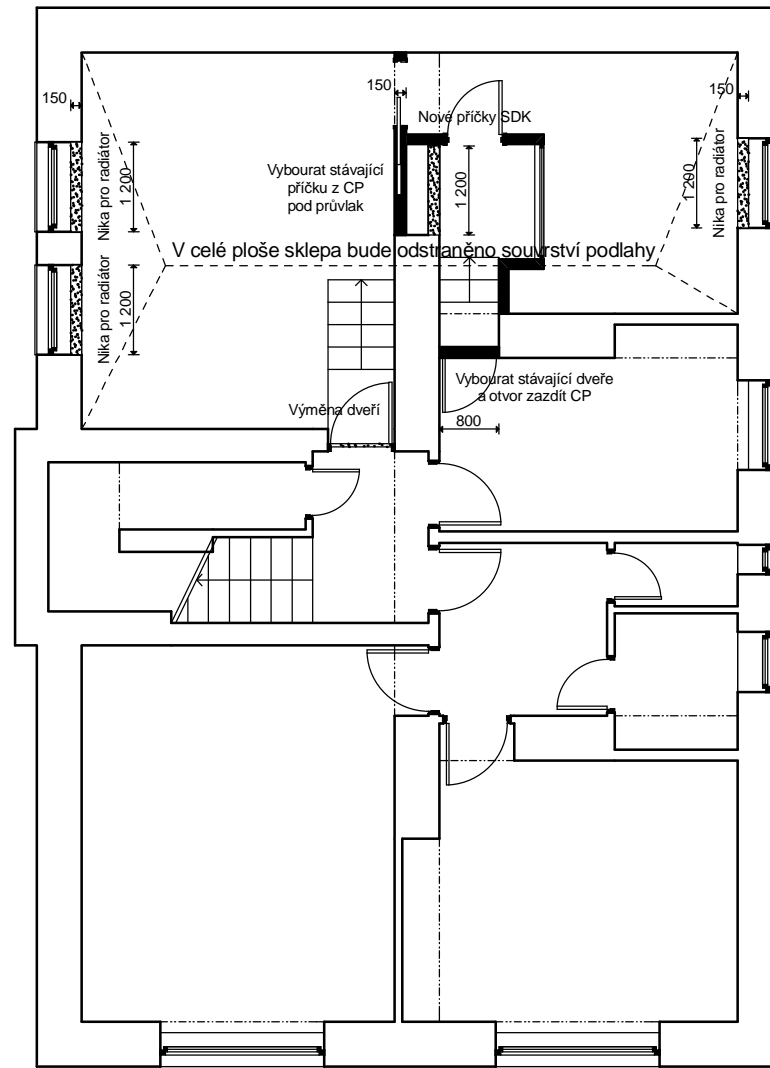 150
150
150
Nové příčky SDK
Nika pro radiátor
1 200
Vybourat stávající
příčku z CP
pod průvlak
1 200
1 200
Nika pro radiátor
V celé ploše sklepa bude odstraněno souvrství podlahy
Nika pro radiátor
1 200
Vybourat stávající dveře
a otvor zazdít CP
Výměna dveří
800